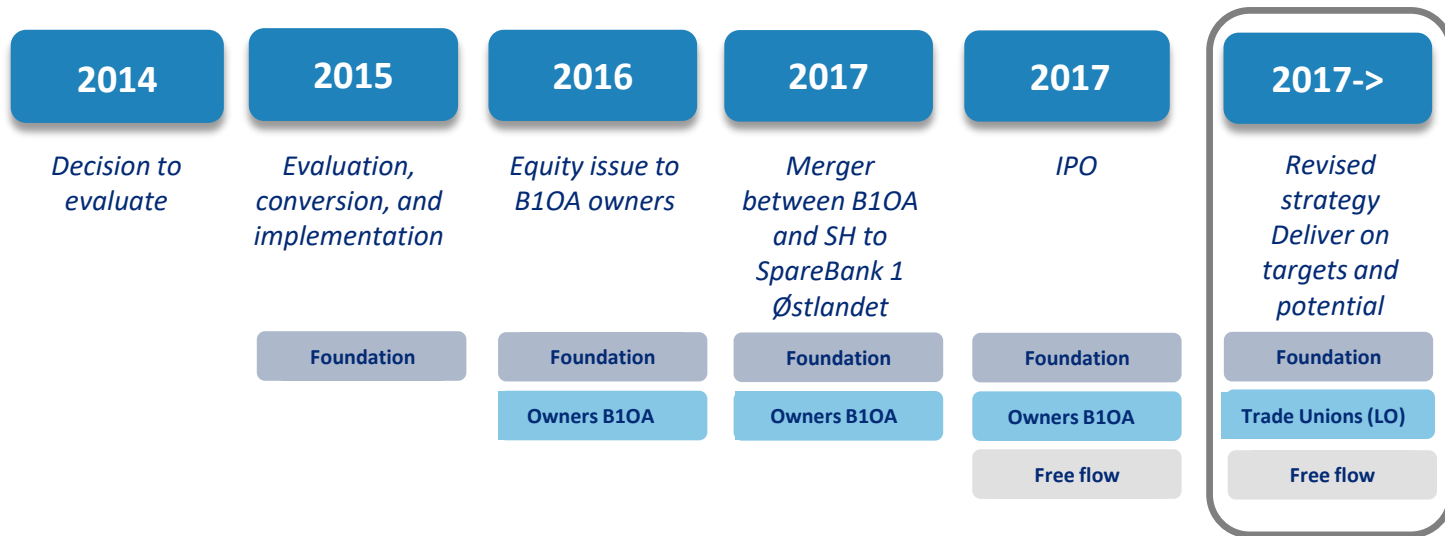 2014
Decision to
evaluate
2015
Evaluation,
conversion, and
implementation
Foundation
2016
Equity issue to
B1OA owners
Foundation
Owners B1OA
2017
Merger
between B1OA
and SH to
SpareBank 1
Østlandet
Foundation
Owners B1OA
2017
IPO
Foundation
Owners B1OA
Free flow
2017->
Revised
strategy
Deliver on
targets and
potential
Foundation
Trade Unions (LO)
Free flow